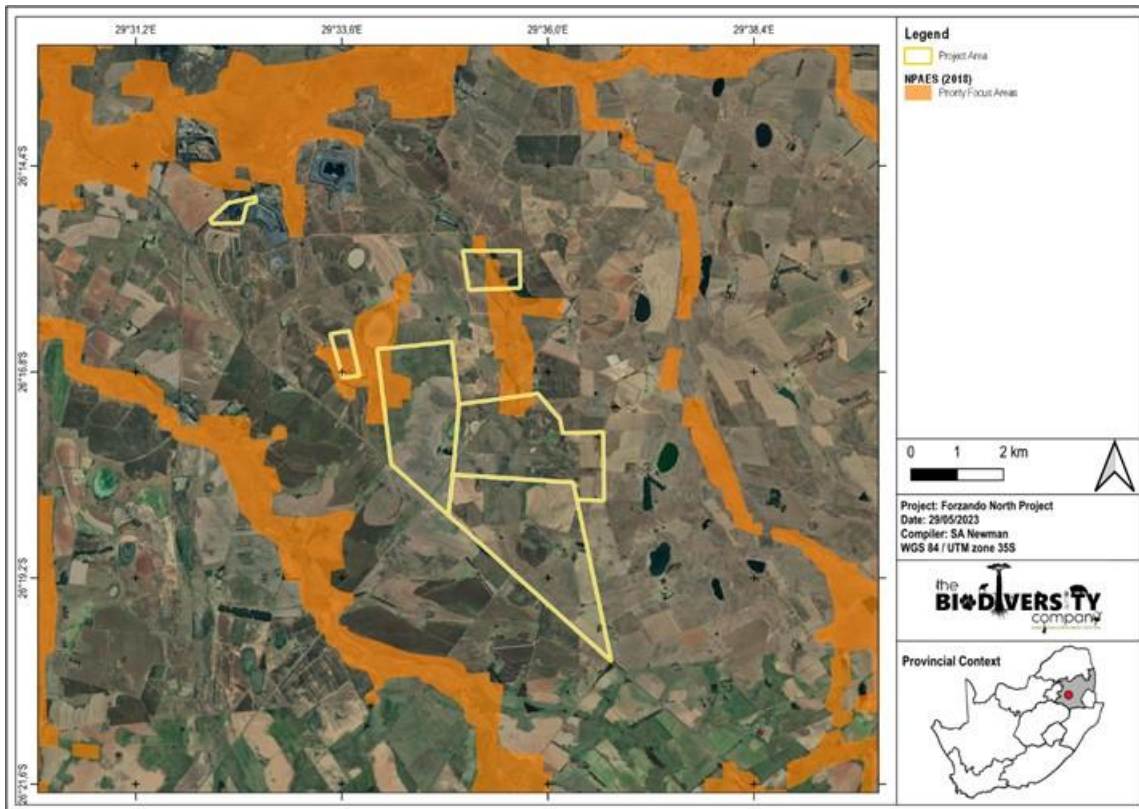 29°31,2'E
29°33,6'E
29°36,0'E
29°38,4'E
26°14,4'S
26°16,8'S
26°19,2'S
26°21,6'S
Legend
Project Area
NPAES (2018)
Priority Focus Areas
0 1 2 km
Project: Forzando North Project
Date: 29/05/2023
Compiler: SA Newman
WGS 84 / UTM zone 35S
the
BIODIVERSITY
company
Provincial Context